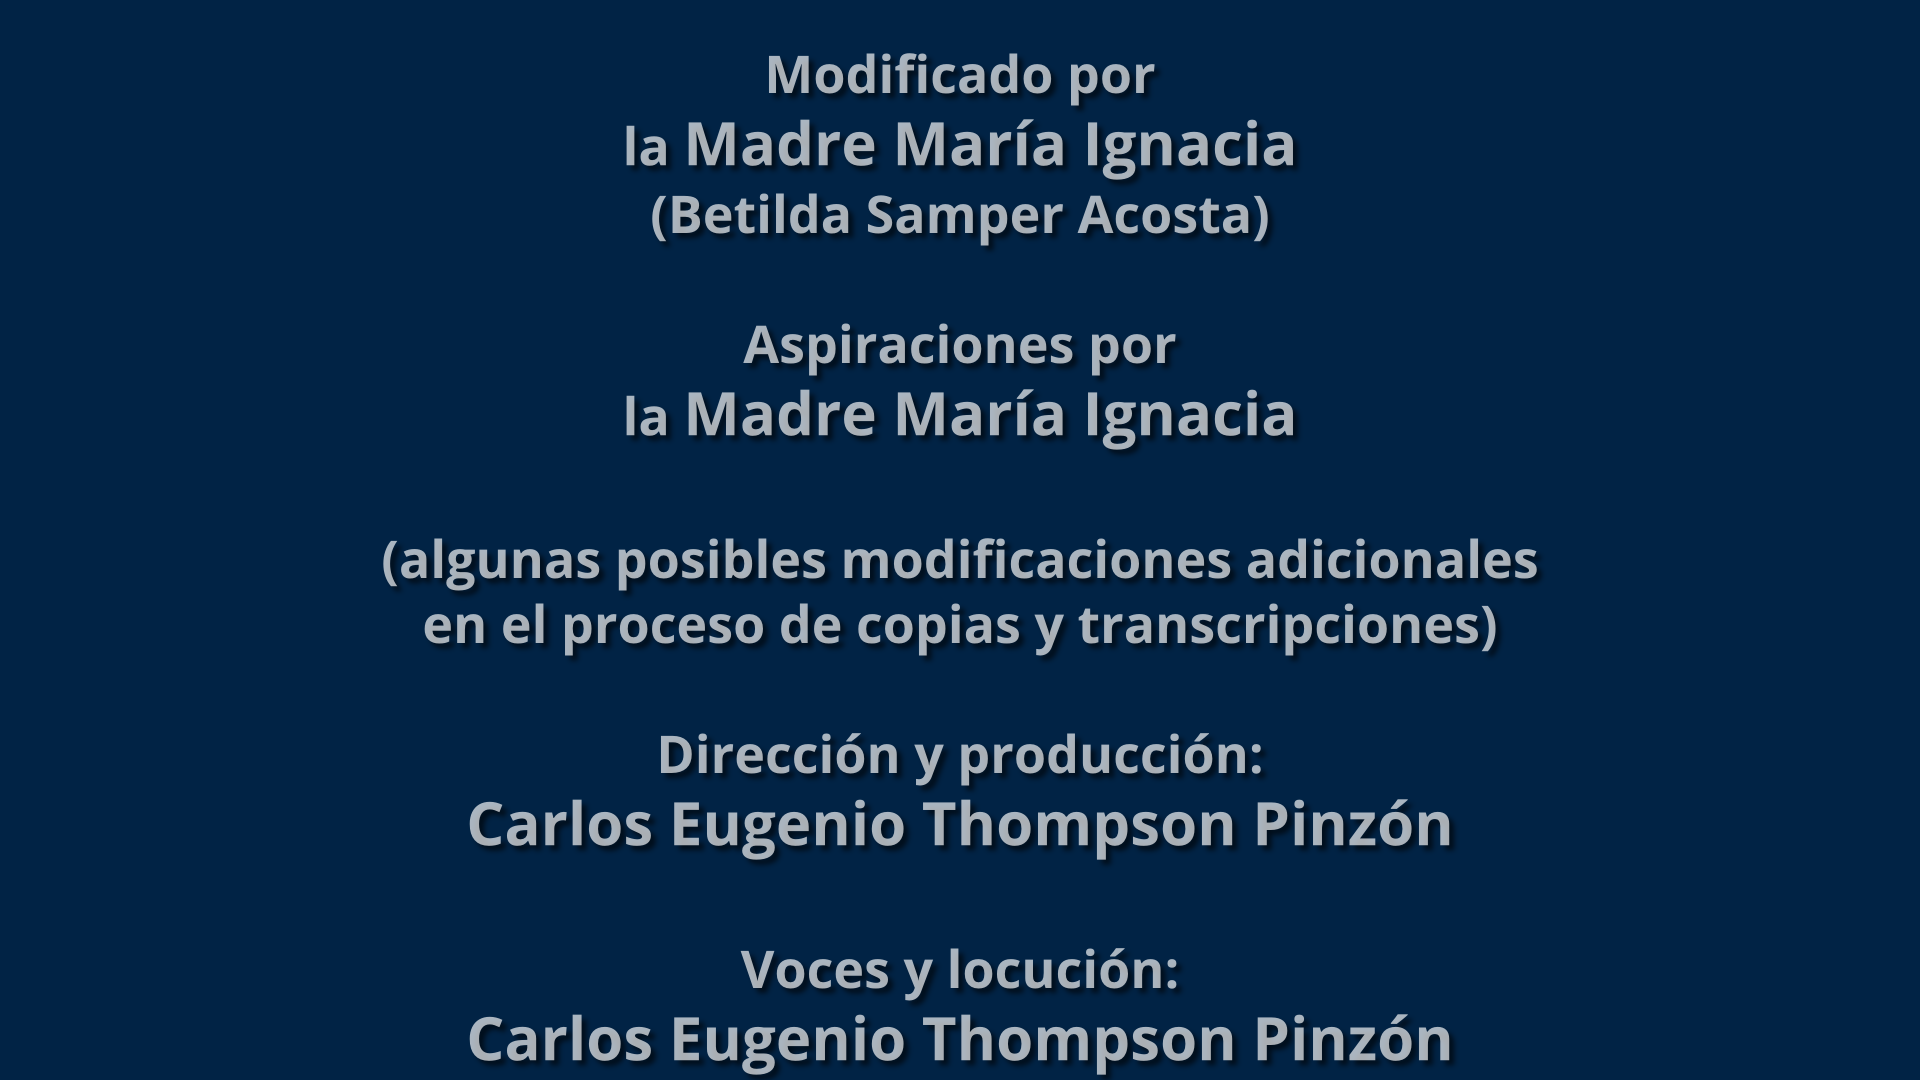 Modificado por
la Madre María Ignacia
(Betilda Samper Acosta)
Aspiraciones por
la Madre María Ignacia
(algunas posibles modificaciones adicionales
en el proceso de copias y transcripciones)
Dirección y producción:
Carlos Eugenio Thompson Pinzón
Voces y locución:
Carlos Eugenio Thompson Pinzón